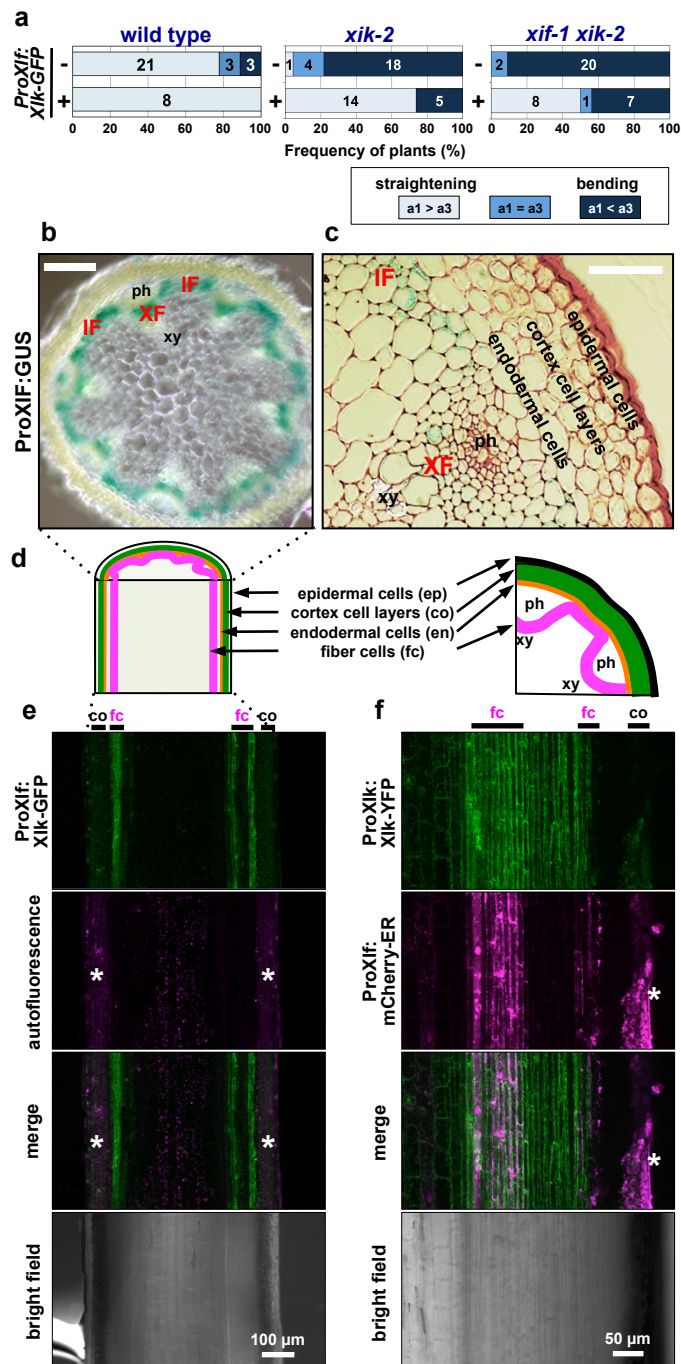 a
wild type
xik-2
xif-1 xik-2
ProXIf:
XIk-GFP
-
21
3
3
-
1
4
18
-
2
20
+
8
+
14
5
+
8
1
7
0 20 40 60 80 100
0 20 40 60 80 100
0 20 40 60 80 100
Frequency of plants (%)
straightening
bending
a1 > a3
a1 = a3
a1 < a3
b
c
ProXIF:GUS
ph
IF
IF
XF
xy
IF
epidermal cells
cortex cell layers
endodermal cells
ph
XF
xy
d
epidermal cells (ep)
cortex cell layers (co)
endodermal cells (en)
fiber cells (fc)
ph
xy
ph
xy
e
co
fc
fc
co
f
fc
fc
co
ProXIf:
XIk-GFP
ProXIk:
XIk-YFP
autofluorescence
*
*
ProXIf:
mCherry-ER
*
merge
*
*
merge
*
bright field
100 µm
bright field
50 µm